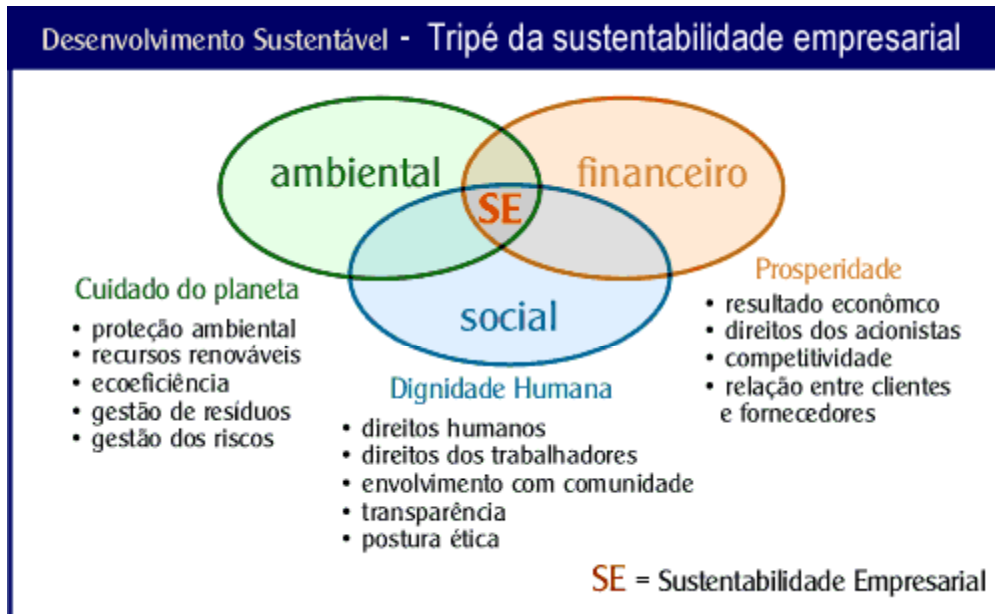 Desenvolvimento Sustentável - Tripé da sustentabilidade empresarial
ambiental
financeiro
SE
social
Cuidado do planeta
• proteção ambiental
• recursos renováveis
• ecoeficiência
• gestão de resíduos
• gestão dos riscos
Dignidade Humana
• direitos humanos
• direitos dos trabalhadores
• envolvimento com comunidade
• transparência
• postura ética
Prosperidade
• resultado econômco
• direitos dos acionistas
• competitividade
• relação entre clientes
e fornecedores
SE = Sustentabilidade Empresarial